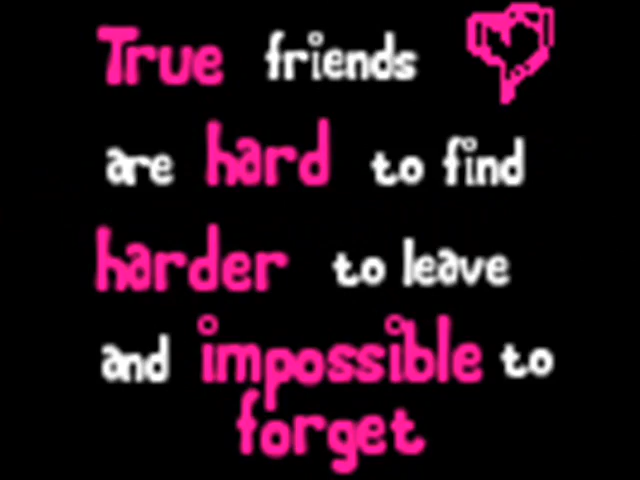 True friends
are hard to find
harder to leave
and impossible to
forget